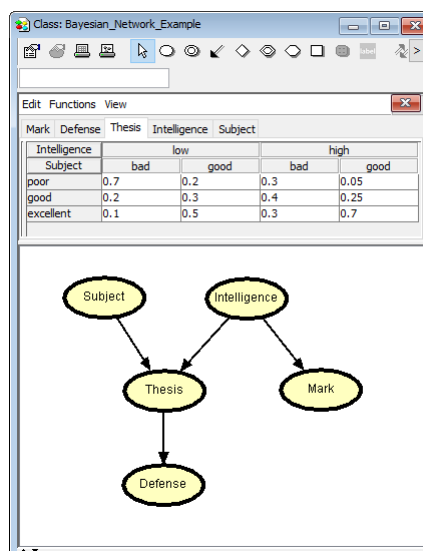 Class: Bayesian_Network_Example
label
>
Edit Functions View
Mark Defense Thesis Intelligence Subject
Intelligence low high
Subject bad good bad good
poor 0.7 0.2 0.3 0.05
good 0.2 0.3 0.4 0.25
excellent 0.1 0.5 0.3 0.7
Subject Intelligence
Thesis Mark
Defense